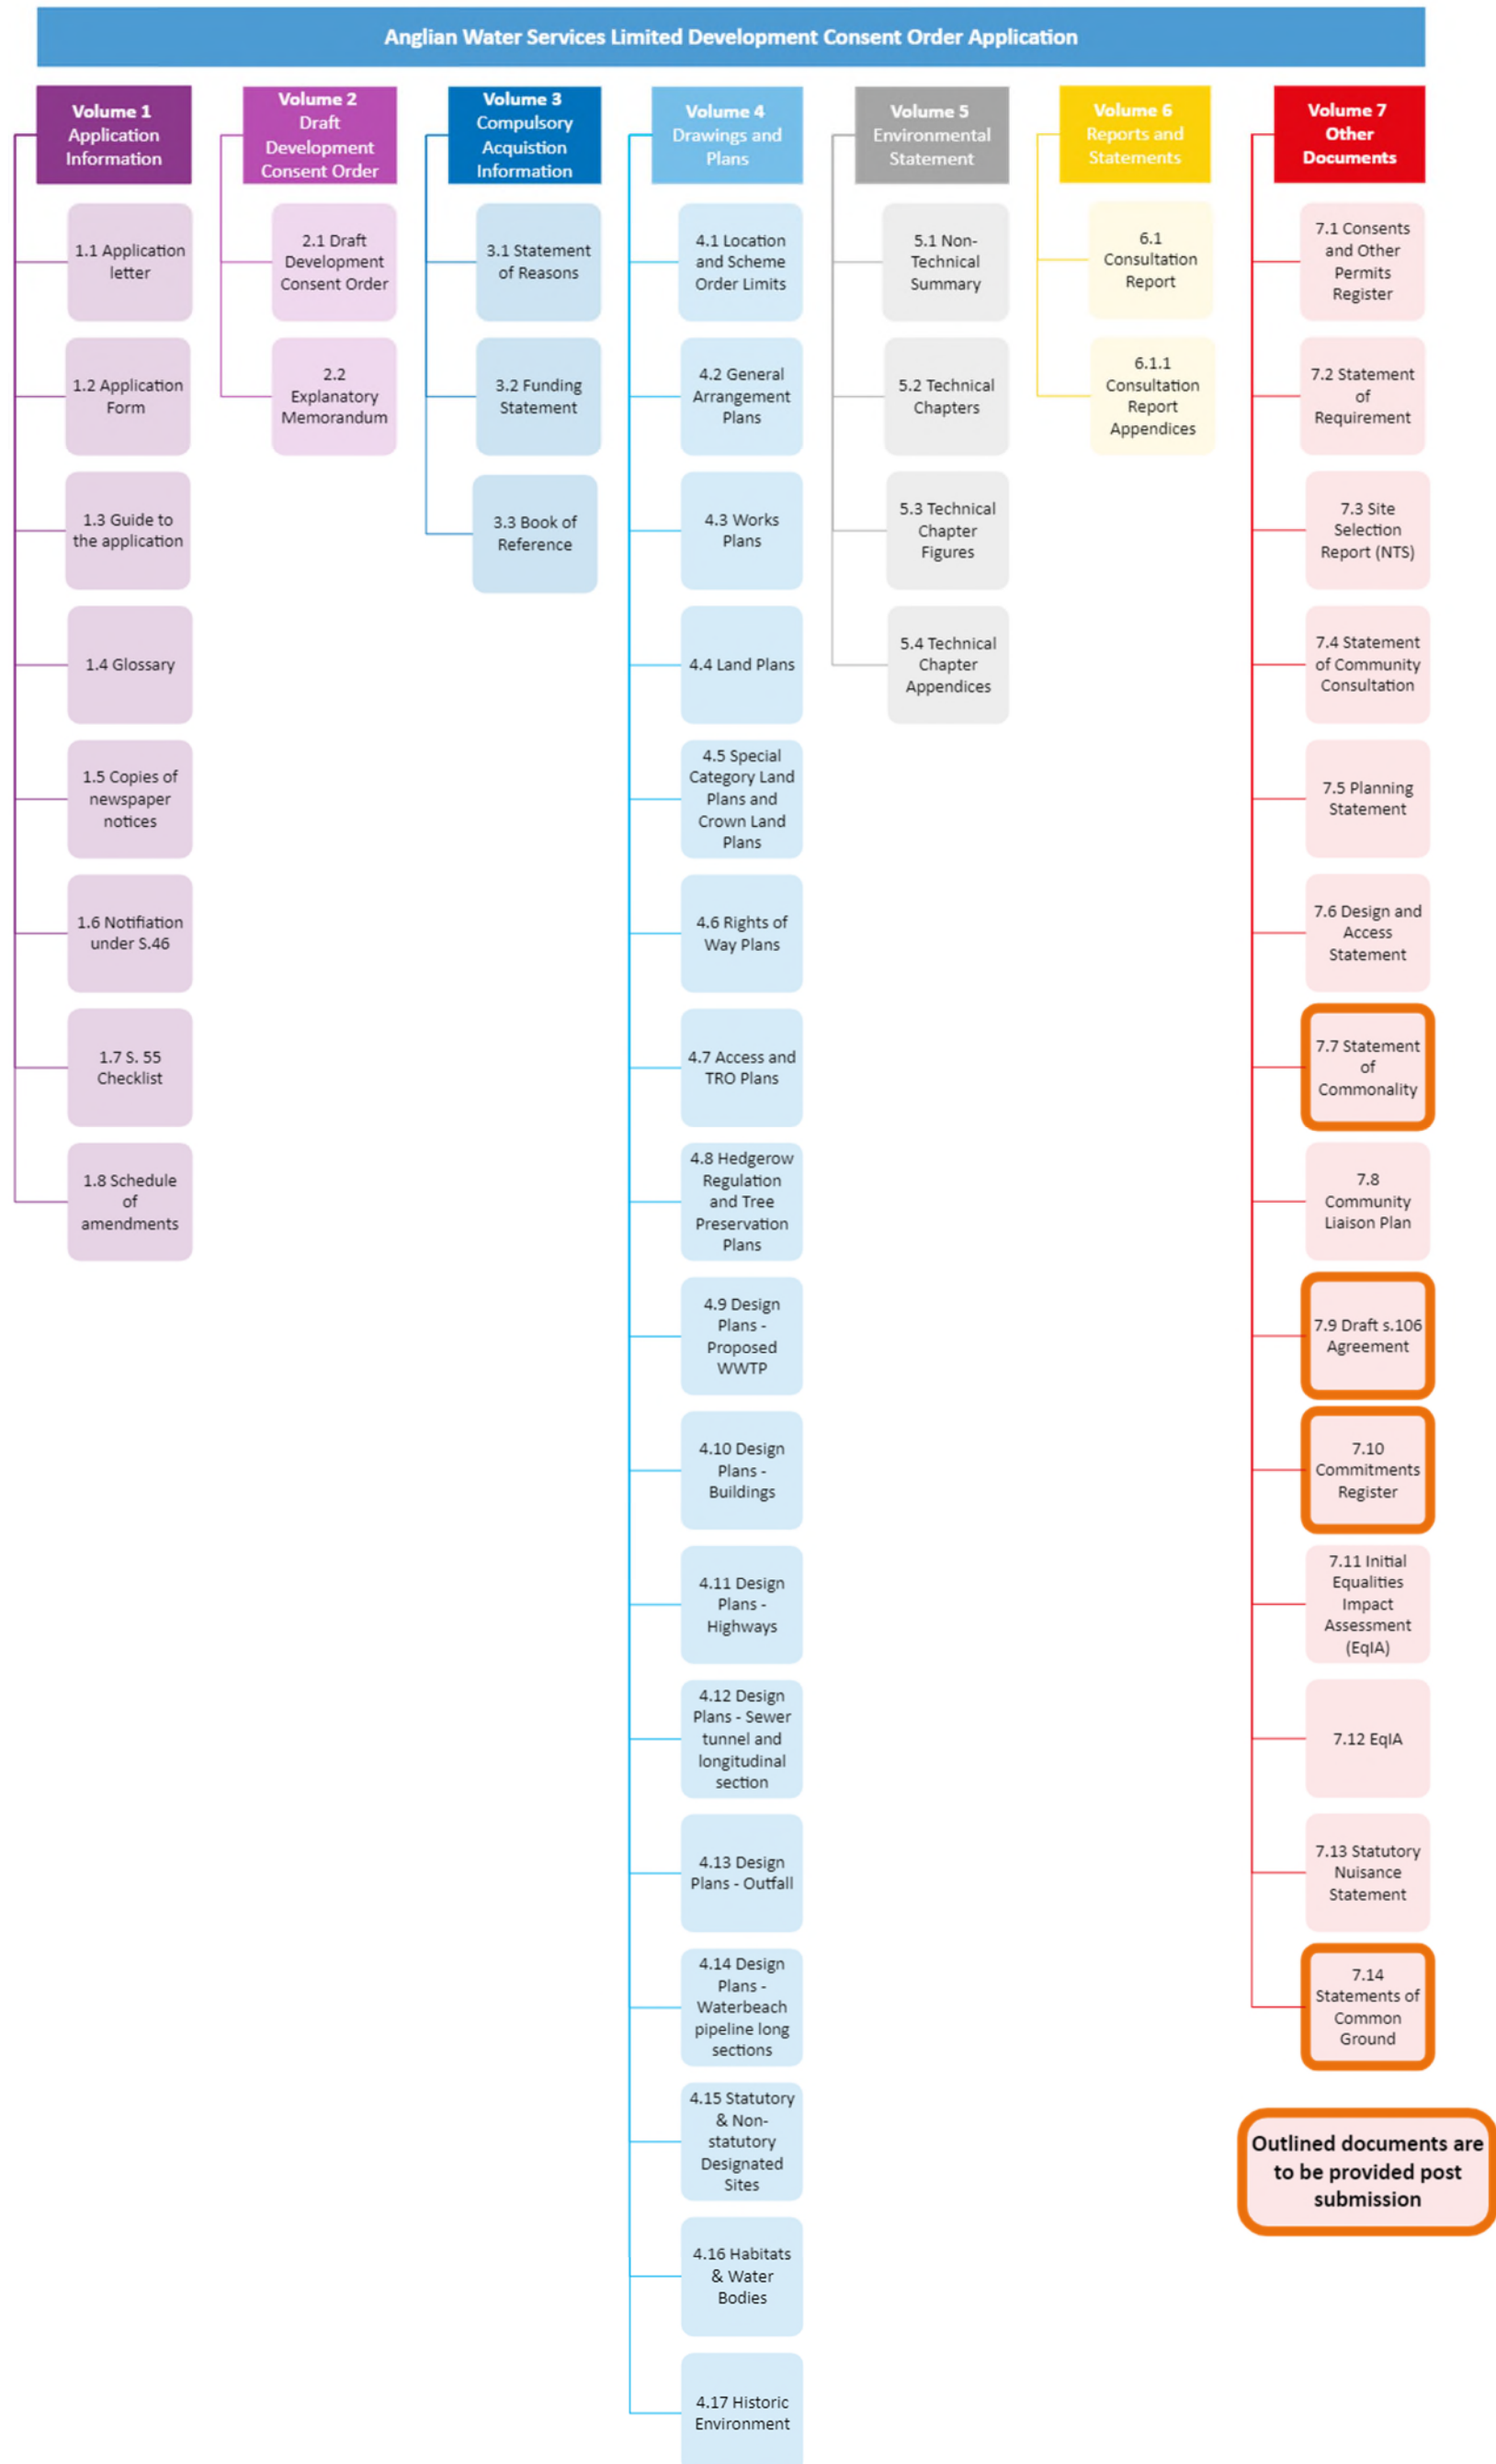 Anglian Water Services Limited Development Consent Order Application
Volume 1
Application
Information
1.1 Application
letter
1.2 Application
Form
1.3 Guide to
the application
1.4 Glossary
1.5 Copies of
newspaper
notices
1.6 Notifiation
under S.46
1.7 S. 55
Checklist
1.8 Schedule
of
amendments
Volume 2
Draft
Development
Consent Order
2.1 Draft
Development
Consent Order
2.2
Explanatory
Memorandum
Volume 3
Compulsory
Acquistion
Information
3.1 Statement
of Reasons
3.2 Funding
Statement
3.3 Book of
Reference
Volume 4
Drawings and
Plans
4.1 Location
and Scheme
Order Limits
4.2 General
Arrangement
Plans
4.3 Works
Plans
4.4 Land Plans
4.5 Special
Category Land
Plans and
Crown Land
Plans
4.6 Rights of
Way Plans
4.7 Access and
TRO Plans
4.8 Hedgerow
Regulation
and Tree
Preservation
Plans
4.9 Design
Plans -
Proposed
WWTP
4.10 Design
Plans -
Buildings
4.11 Design
Plans -
Highways
4.12 Design
Plans - Sewer
tunnel and
longitudinal
section
4.13 Design
Plans - Outfall
4.14 Design
Plans -
Waterbeach
pipeline long
sections
4.15 Statutory
& Non-
statutory
Designated
Sites
4.16 Habitats
& Water
Bodies
4.17 Historic
Environment
Volume 5
Environmental
Statement
5.1 Non-
Technical
Summary
5.2 Technical
Chapters
5.3 Technical
Chapter
Figures
5.4 Technical
Chapter
Appendices
Volume 6
Reports and
Statements
6.1
Consultation
Report
6.1.1
Consultation
Report
Appendices
Volume 7
Other
Documents
7.1 Consents
and Other
Permits
Register
7.2 Statement
of
Requirement
7.3 Site
Selection
Report (NTS)
7.4 Statement
of Community
Consultation
7.5 Planning
Statement
7.6 Design and
Access
Statement
7.7 Statement
of
Commonality
7.8
Community
Liaison Plan
7.9 Draft s.106
Agreement
7.10
Commitments
Register
7.11 Initial
Equalities
Impact
Assessment
(EqIA)
7.12 EqIA
7.13 Statutory
Nuisance
Statement
7.14
Statements of
Common
Ground
Outlined documents are
to be provided post
submission